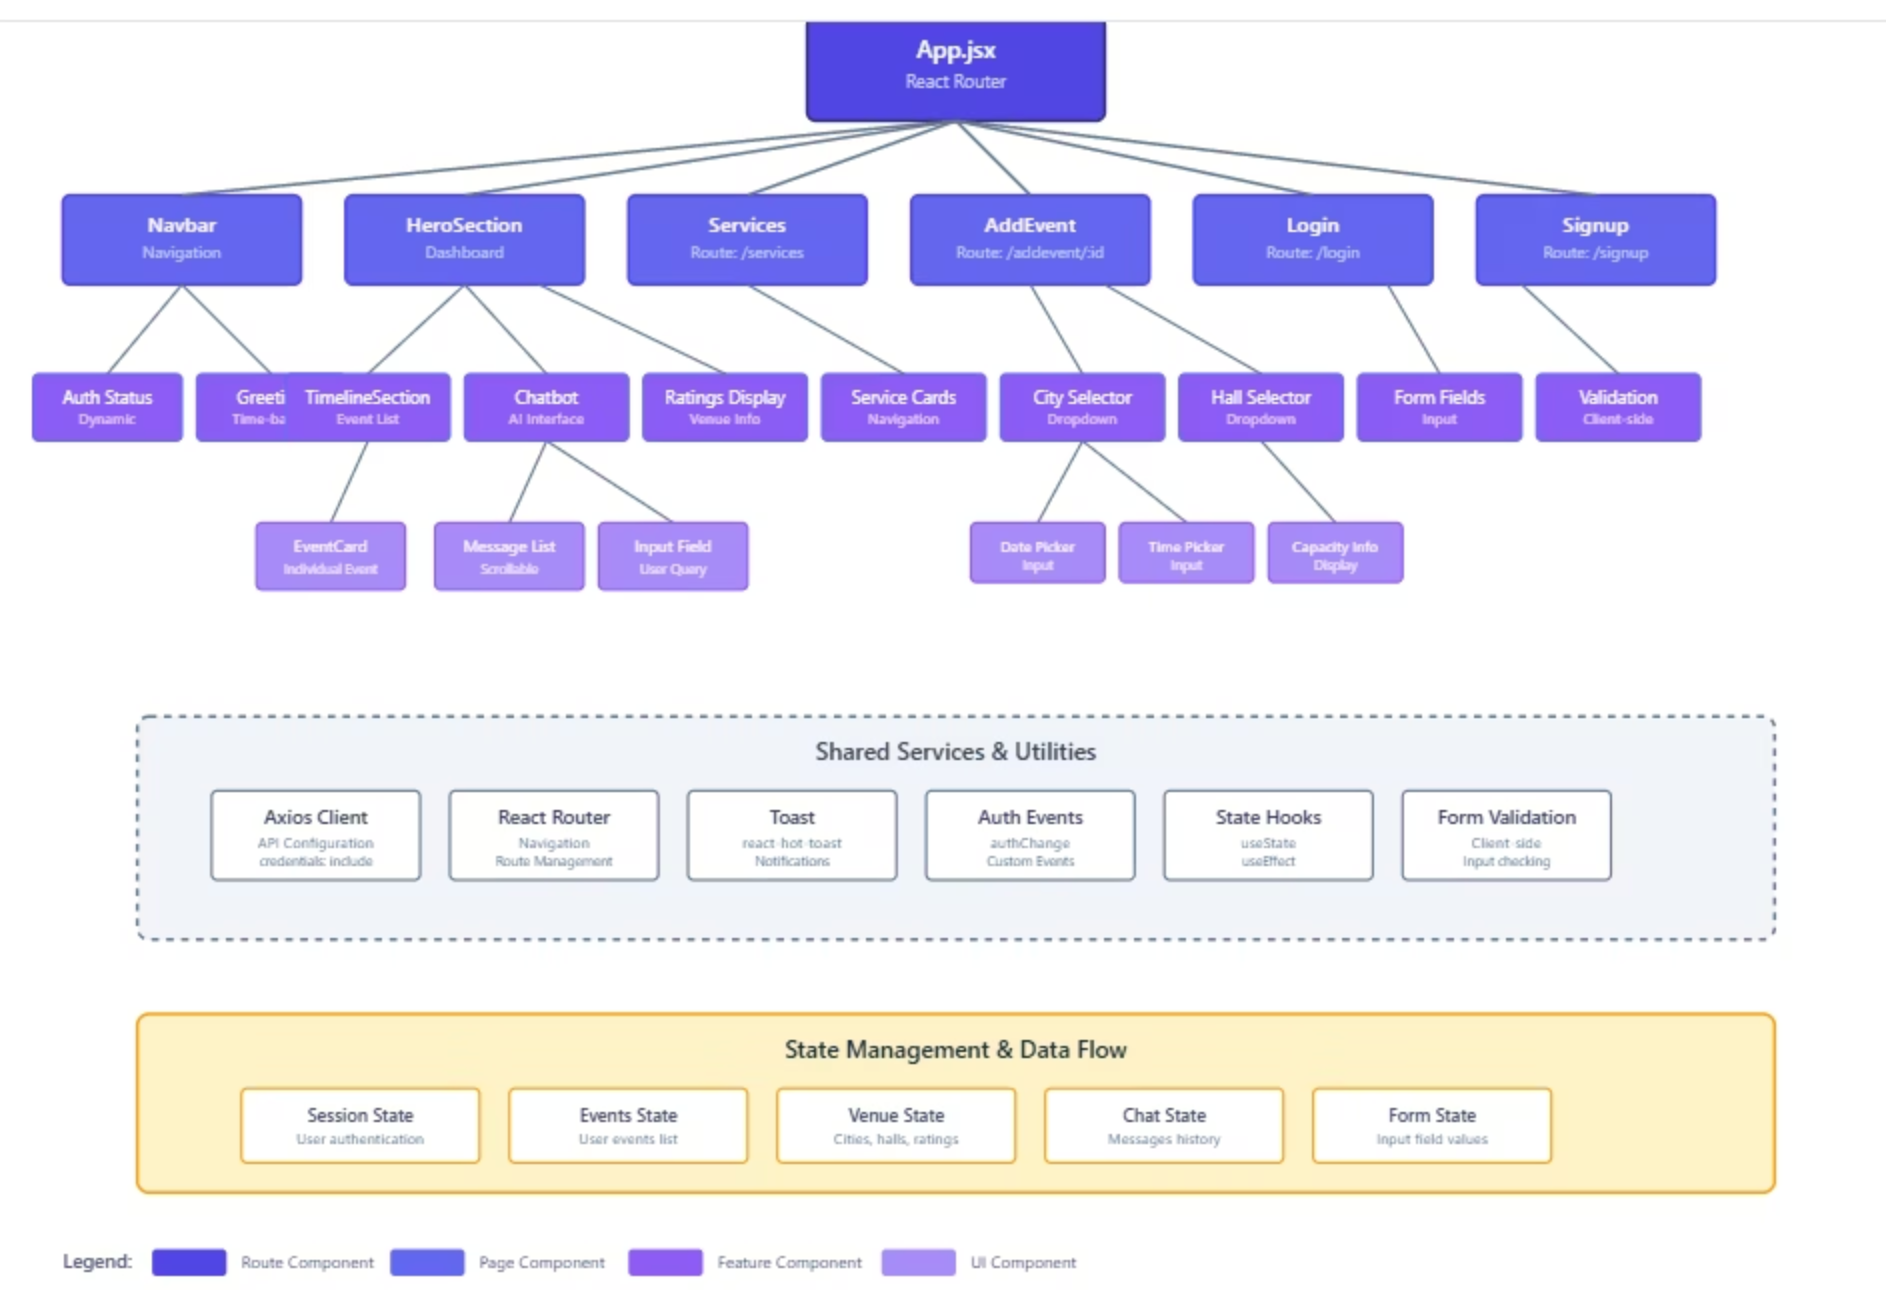 App.jsx
React Router
Navbar
Navigation
HeroSection
Dashboard
Services
Route: /services
AddEvent
Route: /addevent/:id
Login
Route: /login
Signup
Route: /signup
Auth Status
Dynamic
Greeti
Time-ba
TimelineSection
Event List
Chatbot
AI Interface
Ratings Display
Venue Info
Service Cards
Navigation
City Selector
Dropdown
Hall Selector
Dropdown
Form Fields
Input
Validation
Client-side
EventCard
Individual Event
Message List
Scrollable
Input Field
User Query
Date Picker
Input
Time Picker
Input
Capacity Info
Display
Shared Services & Utilities
Axios Client
API Configuration
credentials: include
React Router
Navigation
Route Management
Toast
react-hot-toast
Notifications
Auth Events
authChange
Custom Events
State Hooks
useState
useEffect
Form Validation
Client-side
Input checking
State Management & Data Flow
Session State
User authentication
Events State
User events list
Venue State
Cities, halls, ratings
Chat State
Messages history
Form State
Input field values
Legend:
Route Component
Page Component
Feature Component
UI Component